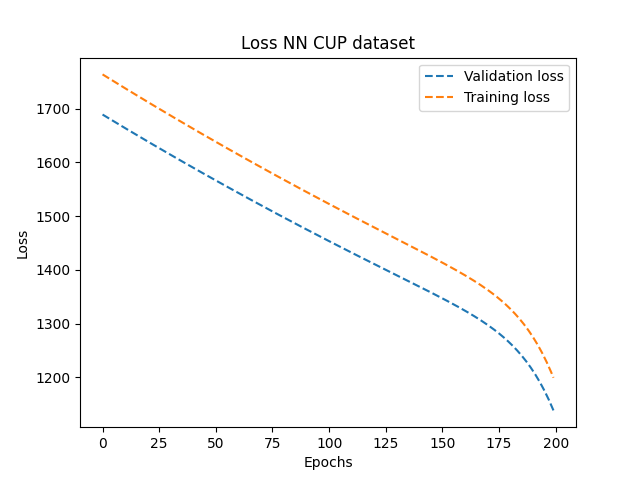 Loss NN CUP dataset
Validation loss
Training loss
1700
1600
1500
1400
1300
1200
Loss
0 25 50 75 100 125 150 175 200
Epochs